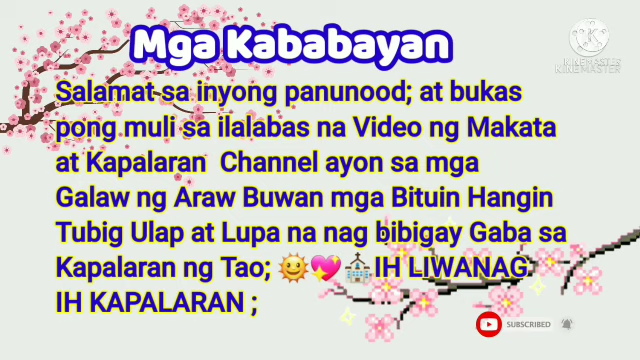 Mga Kababayan
KINEMASTER
KINEMASTER
Salamat sa inyong panunood; at bukas
pong muli sa ilalabas na Video ng Makata
at Kapalaran Channel ayon sa mga
Galaw ng Araw Buwan mga Bituin Hangin
Tubig Ulap at Lupa na nag bibigay Gaba sa
Kapalaran ng Tao; 🌞💖⛪IH LIWANAG.
IH KAPALARAN ;
SUBSCRIBED